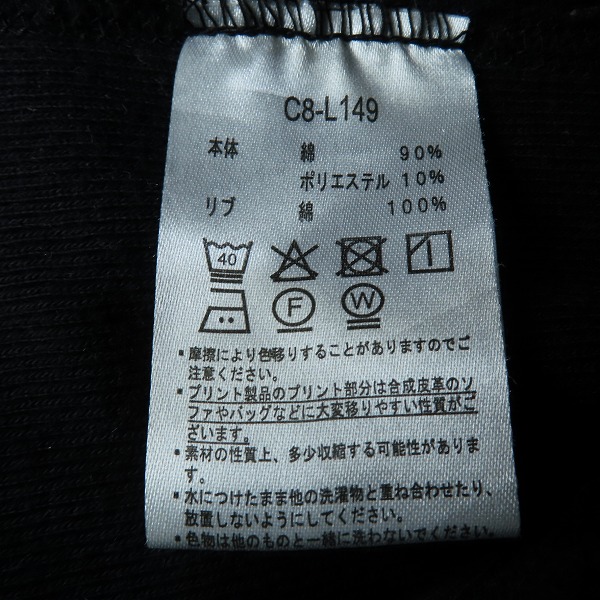 C8-L149
本体 綿 90%
ポリエステル 10%
リブ 綿 100%
40
F W
・摩擦により色移りすることがありますのでご
注意ください。
・プリント製品のプリント部分は合成皮革のソ
ファやバッグなどに大変移りやすい性質がご
ざいます。
・素材の性質上、多少収縮する可能性がありま
す。
・水につけたまま他の洗濯物と重ね合わせたり、
放置しないようにしてください。
・色物は他のものと一緒に洗わないでくださ